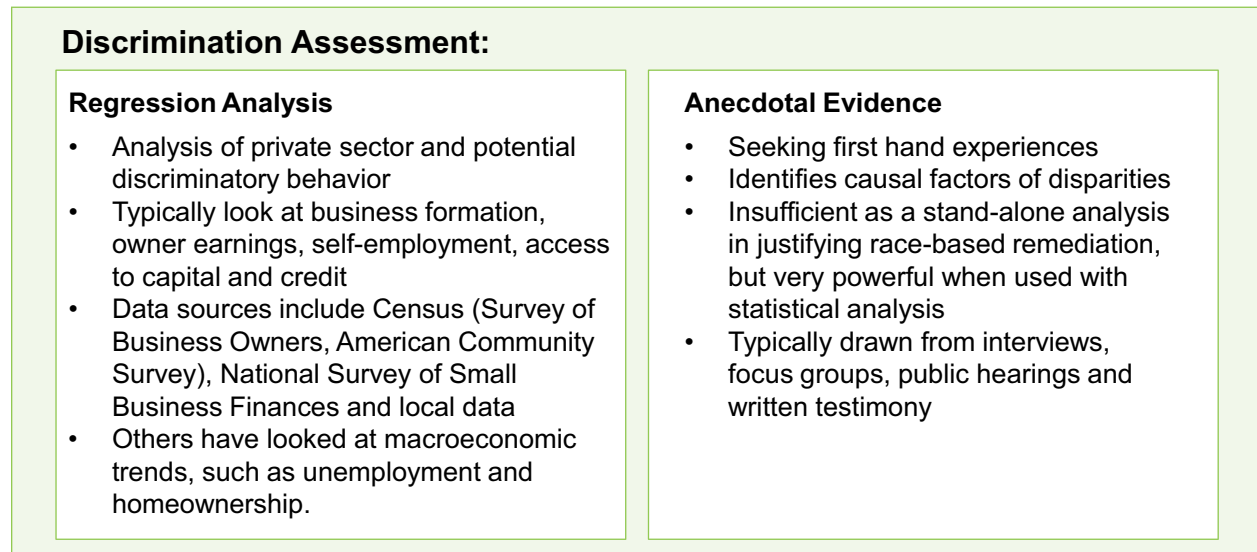 Discrimination Assessment:
Regression Analysis
• Analysis of private sector and potential
discriminatory behavior
• Typically look at business formation,
owner earnings, self-employment, access
to capital and credit
• Data sources include Census (Survey of
Business Owners, American Community
Survey), National Survey of Small
Business Finances and local data
• Others have looked at macroeconomic
trends, such as unemployment and
homeownership.
Anecdotal Evidence
• Seeking first hand experiences
• Identifies causal factors of disparities
• Insufficient as a stand-alone analysis
in justifying race-based remediation,
but very powerful when used with
statistical analysis
• Typically drawn from interviews,
focus groups, public hearings and
written testimony